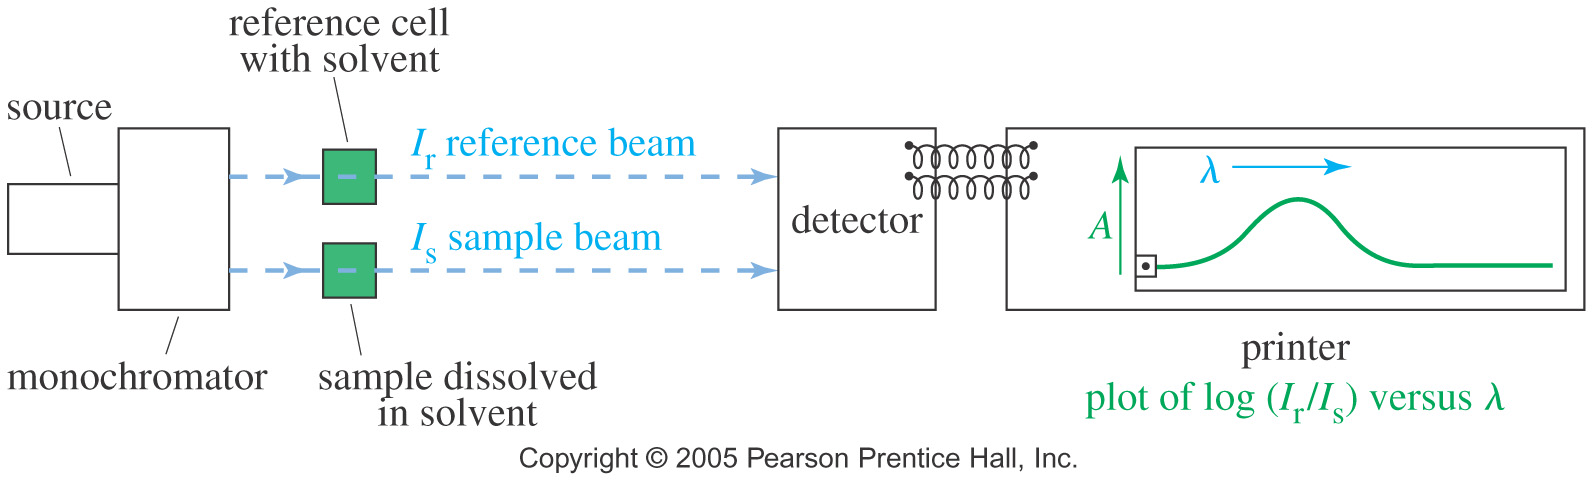 reference cell
with solvent
source
I_r reference beam
I_s sample beam
detector
λ
A
monochromator
sample dissolved
in solvent
printer
plot of log (I_r/I_s) versus λ
Copyright © 2005 Pearson Prentice Hall, Inc.